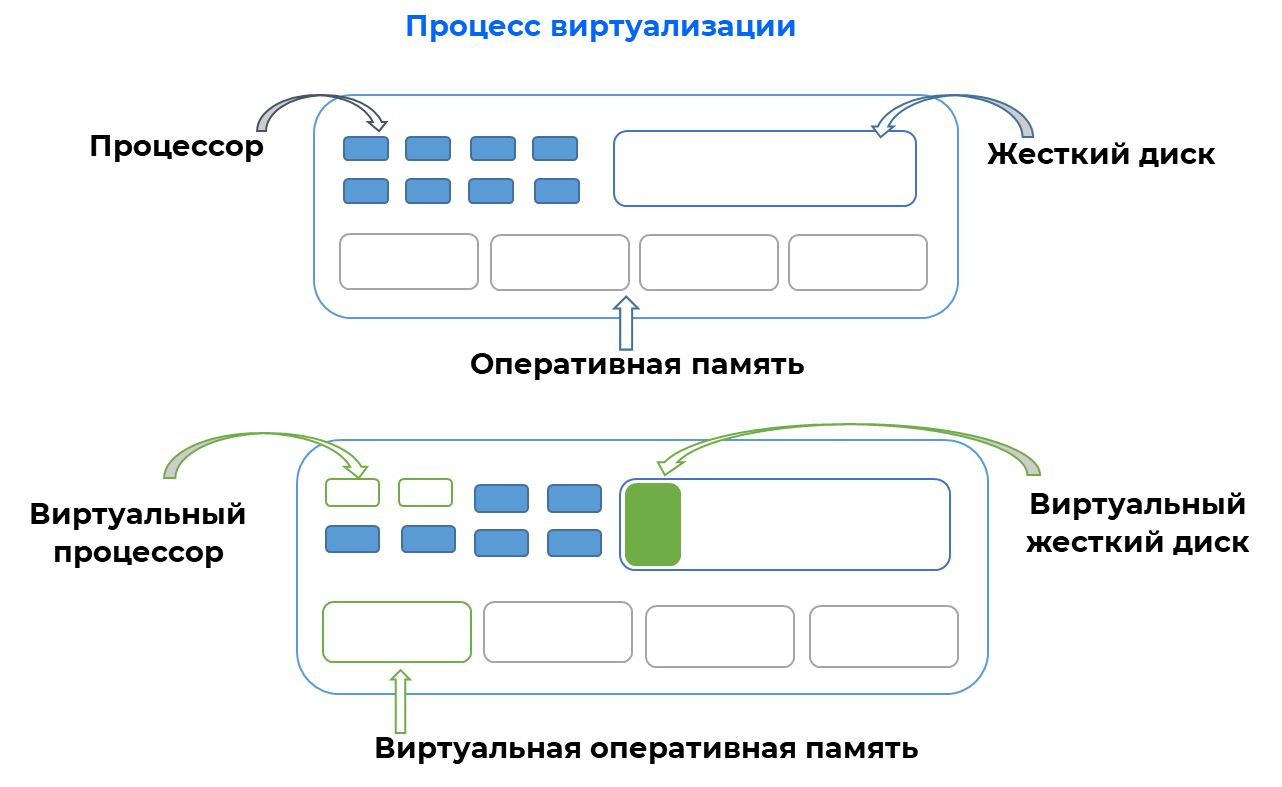 Процесс виртуализации
Процессор
Жесткий диск
Оперативная память
Виртуальный
процессор
Виртуальный
жесткий диск
Виртуальная оперативная память